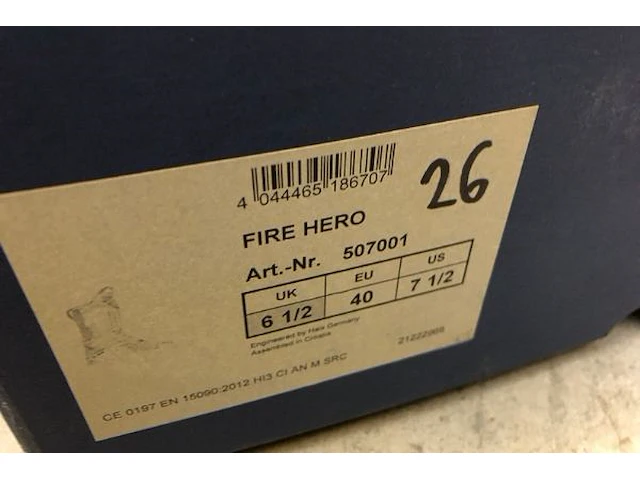 4 044465 186707
26
FIRE HERO
Art.-Nr. 507001
UK EU US
6 1/2 40 7 1/2
Engineered by Haix Germany
Assembled in Croatia
CE 0197 EN 15090:2012 HI3 CI AN M SRC